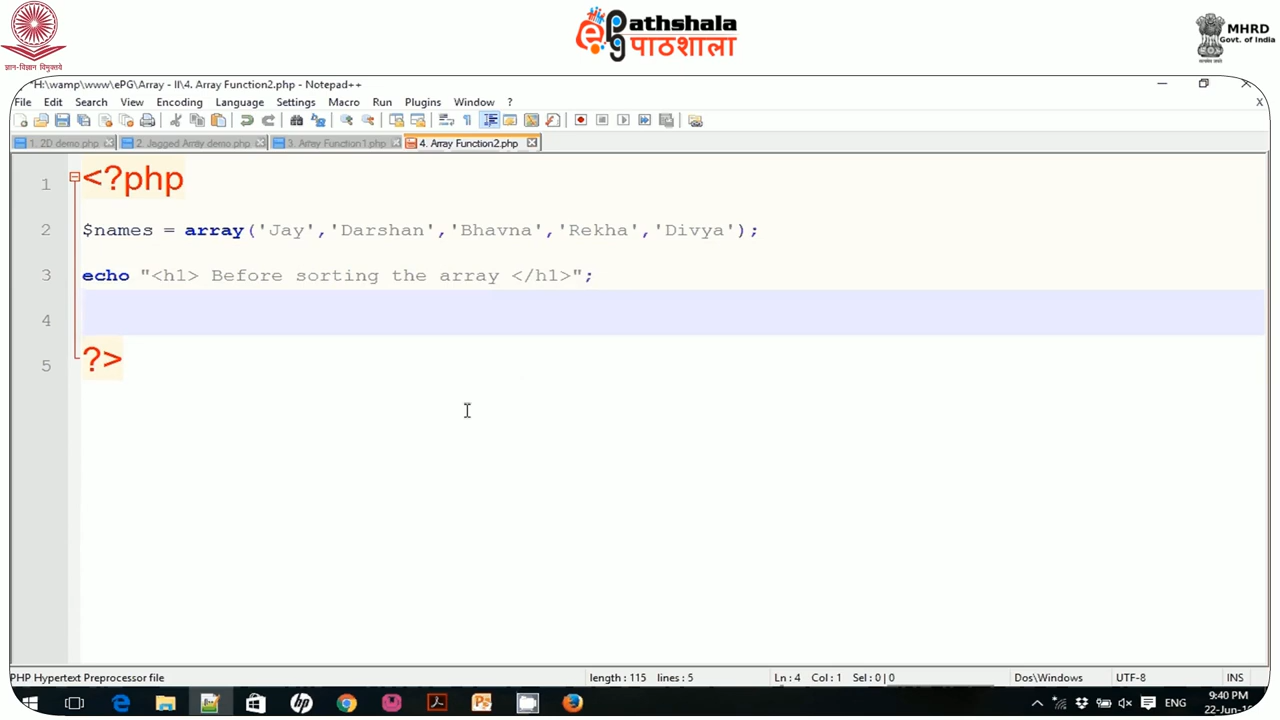 ज्ञान-विज्ञान विमुक्तये
Pathshala
पाठशाला
MHRD
Govt. of India
*H:\wamp\www\ePG\Array - II\4. Array Function2.php - Notepad++
File Edit Search View Encoding Language Settings Macro Run Plugins Window ? X
1. 2D demo.php 2. Jagged Array demo.php 3. Array Function1.php 4. Array Function2.php
1 <?php
2 $names = array('Jay','Darshan','Bhavna','Rekha','Divya');
3 echo "<h1> Before sorting the array </h1>";
4
5 ?>
PHP Hypertext Preprocessor file length : 115 lines : 5 Ln : 4 Col : 1 Sel : 0 | 0 Dos\Windows UTF-8 INS
ENG 9:40 PM
22-Jun-1